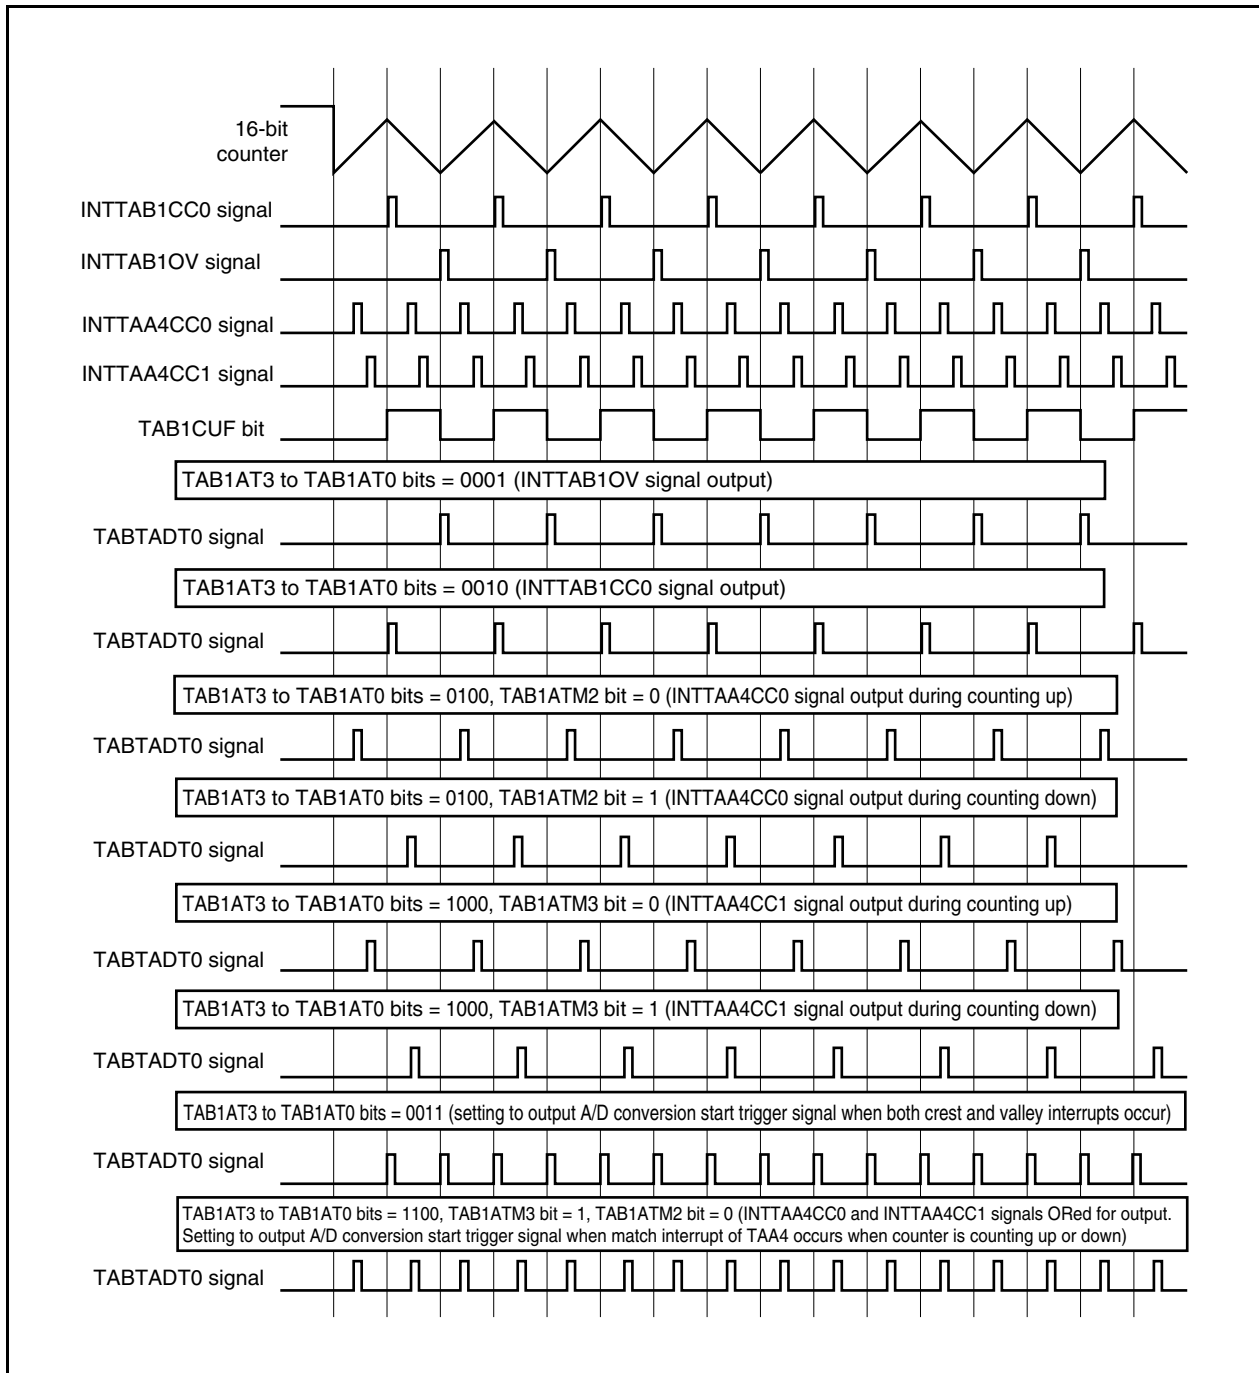 16-bit
counter
INTTAB1CC0 signal
INTTAB1OV signal
INTTAA4CC0 signal
INTTAA4CC1 signal
TAB1CUF bit
TAB1AT3 to TAB1AT0 bits = 0001 (INTTAB1OV signal output)
TABTADT0 signal
TAB1AT3 to TAB1AT0 bits = 0010 (INTTAB1CC0 signal output)
TABTADT0 signal
TAB1AT3 to TAB1AT0 bits = 0100, TAB1ATM2 bit = 0 (INTTAA4CC0 signal output during counting up)
TABTADT0 signal
TAB1AT3 to TAB1AT0 bits = 0100, TAB1ATM2 bit = 1 (INTTAA4CC0 signal output during counting down)
TABTADT0 signal
TAB1AT3 to TAB1AT0 bits = 1000, TAB1ATM3 bit = 0 (INTTAA4CC1 signal output during counting up)
TABTADT0 signal
TAB1AT3 to TAB1AT0 bits = 1000, TAB1ATM3 bit = 1 (INTTAA4CC1 signal output during counting down)
TABTADT0 signal
TAB1AT3 to TAB1AT0 bits = 0011 (setting to output A/D conversion start trigger signal when both crest and valley interrupts occur)
TABTADT0 signal
TAB1AT3 to TAB1AT0 bits = 1100, TAB1ATM3 bit = 1, TAB1ATM2 bit = 0 (INTTAA4CC0 and INTTAA4CC1 signals ORed for output.
Setting to output A/D conversion start trigger signal when match interrupt of TAA4 occurs when counter is counting up or down)
TABTADT0 signal